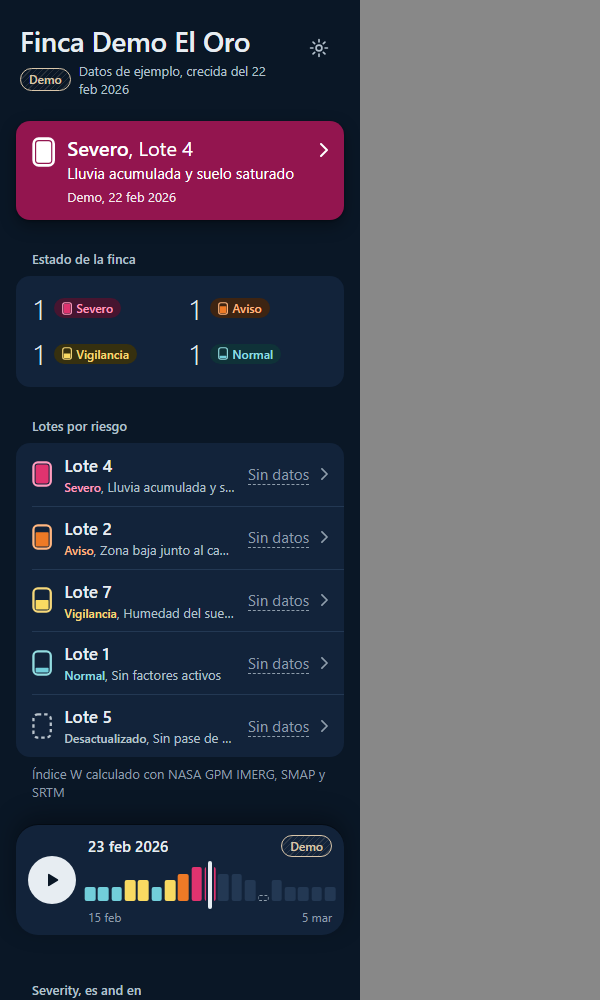 Finca Demo El Oro
Demo
Datos de ejemplo, crecida del 22
feb 2026
Severo, Lote 4
Lluvia acumulada y suelo saturado
Demo, 22 feb 2026
Estado de la finca
1 Severo 1 Aviso
1 Vigilancia 1 Normal
Lotes por riesgo
Lote 4
Severo, Lluvia acumulada y s...
Sin datos
Lote 2
Aviso, Zona baja junto al ca...
Sin datos
Lote 7
Vigilancia, Humedad del sue...
Sin datos
Lote 1
Normal, Sin factores activos
Sin datos
Lote 5
Desactualizado, Sin pase de ...
Sin datos
Índice W calculado con NASA GPM IMERG, SMAP y
SRTM
23 feb 2026 Demo
15 feb 5 mar
Severity, es and en